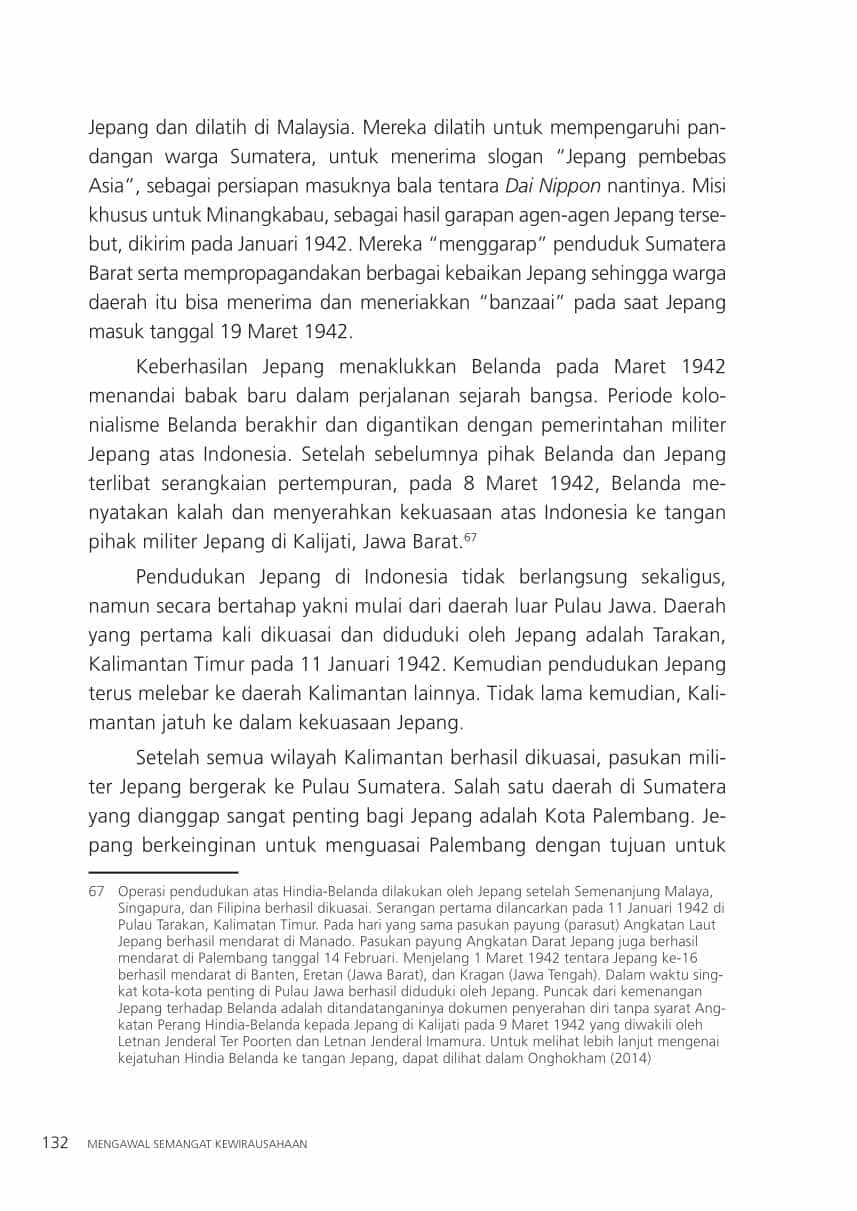 Jepang dan dilatih di Malaysia. Mereka dilatih untuk mempengaruhi pan-
dangan warga Sumatera, untuk menerima slogan “Jepang pembebas
Asia”, sebagai persiapan masuknya bala tentara Dai Nippon nantinya. Misi
khusus untuk Minangkabau, sebagai hasil garapan agen-agen Jepang terse-
but, dikirim pada Januari 1942. Mereka “menggarap” penduduk Sumatera
Barat serta mempropagandakan berbagai kebaikan Jepang sehingga warga
daerah itu bisa menerima dan meneriakkan “banzaai” pada saat Jepang
masuk tanggal 19 Maret 1942.
Keberhasilan Jepang menaklukkan Belanda pada Maret 1942
menandai babak baru dalam perjalanan sejarah bangsa. Periode kolo-
nialisme Belanda berakhir dan digantikan dengan pemerintahan militer
Jepang atas Indonesia. Setelah sebelumnya pihak Belanda dan Jepang
terlibat serangkaian pertempuran, pada 8 Maret 1942, Belanda me-
nyatakan kalah dan menyerahkan kekuasaan atas Indonesia ke tangan
pihak militer Jepang di Kalijati, Jawa Barat.67
Pendudukan Jepang di Indonesia tidak berlangsung sekaligus,
namun secara bertahap yakni mulai dari daerah luar Pulau Jawa. Daerah
yang pertama kali dikuasai dan diduduki oleh Jepang adalah Tarakan,
Kalimantan Timur pada 11 Januari 1942. Kemudian pendudukan Jepang
terus melebar ke daerah Kalimantan lainnya. Tidak lama kemudian, Kali-
mantan jatuh ke dalam kekuasaan Jepang.
Setelah semua wilayah Kalimantan berhasil dikuasai, pasukan mili-
ter Jepang bergerak ke Pulau Sumatera. Salah satu daerah di Sumatera
yang dianggap sangat penting bagi Jepang adalah Kota Palembang. Je-
pang berkeinginan untuk menguasai Palembang dengan tujuan untuk
67 Operasi pendudukan atas Hindia-Belanda dilakukan oleh Jepang setelah Semenanjung Malaya,
Singapura, dan Filipina berhasil dikuasai. Serangan pertama dilancarkan pada 11 Januari 1942 di
Pulau Tarakan, Kalimatan Timur. Pada hari yang sama pasukan payung (parasut) Angkatan Laut
Jepang berhasil mendarat di Manado. Pasukan payung Angkatan Darat Jepang juga berhasil
mendarat di Palembang tanggal 14 Februari. Menjelang 1 Maret 1942 tentara Jepang ke-16
berhasil mendarat di Banten, Eretan (Jawa Barat), dan Kragan (Jawa Tengah). Dalam waktu sing-
kat kota-kota penting di Pulau Jawa berhasil diduduki oleh Jepang. Puncak dari kemenangan
Jepang terhadap Belanda adalah ditandatanganinya dokumen penyerahan diri tanpa syarat Ang-
katan Perang Hindia-Belanda kepada Jepang di Kalijati pada 9 Maret 1942 yang diwakili oleh
Letnan Jenderal Ter Poorten dan Letnan Jenderal Imamura. Untuk melihat lebih lanjut mengenai
kejatuhan Hindia Belanda ke tangan Jepang, dapat dilihat dalam Onghokham (2014)
132 MENGAWAL SEMANGAT KEWIRAUSAHAAN